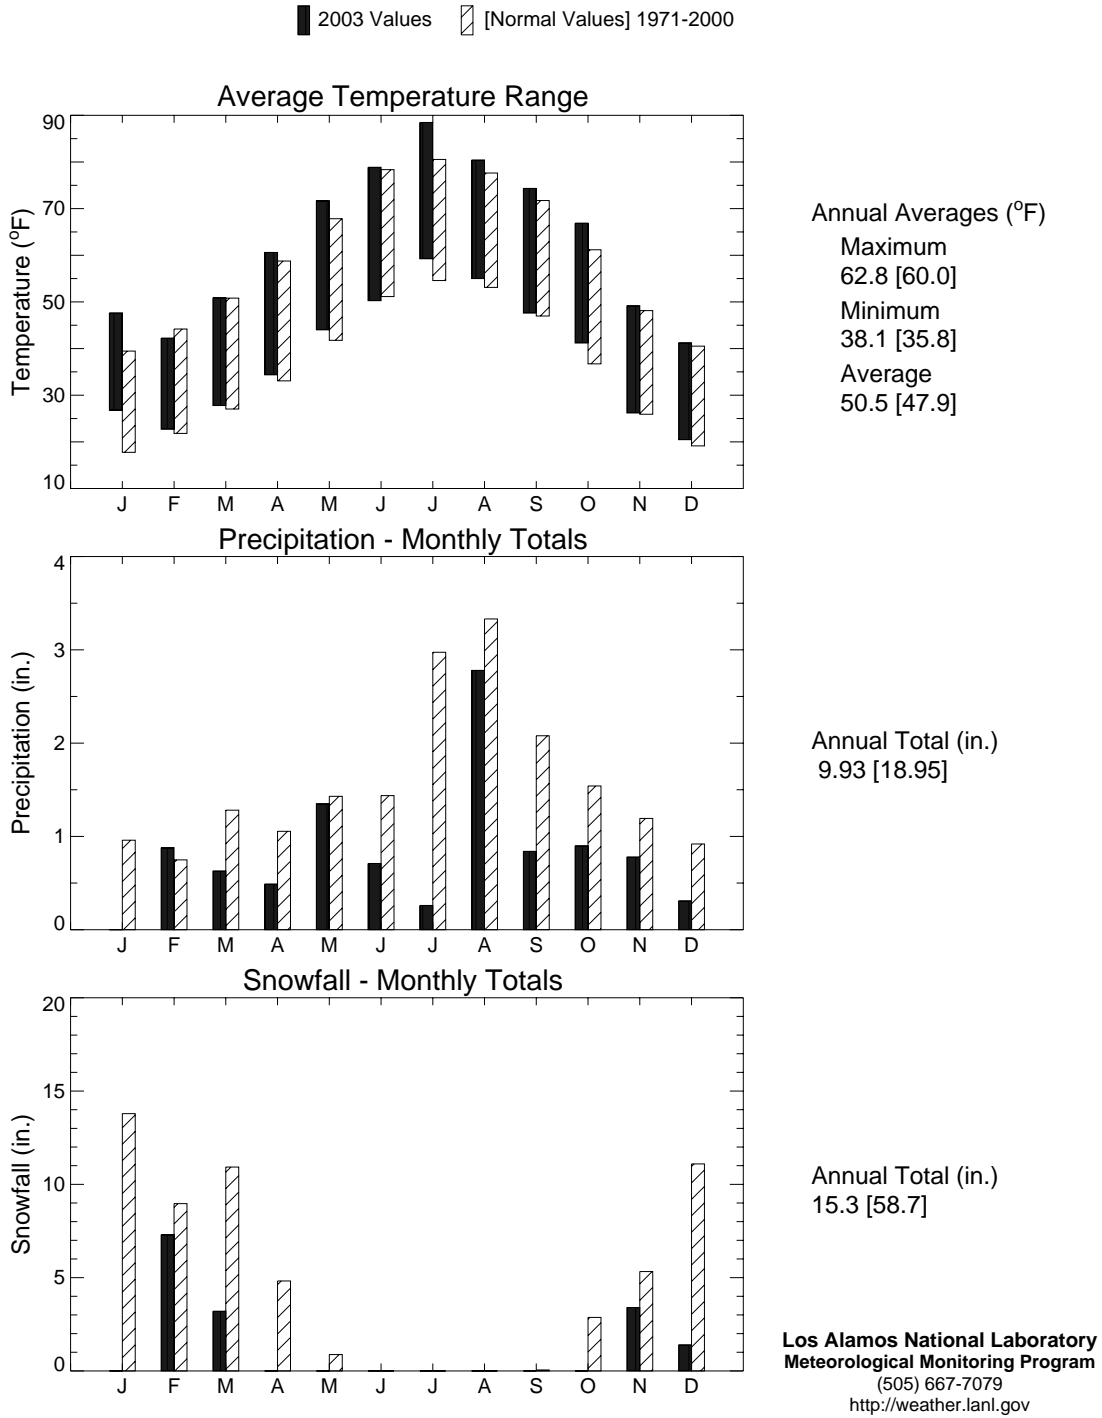 2003 Values [Normal Values] 1971-2000
Average Temperature Range
Temperature (°F)
90
70
50
30
10
J F M A M J J A S O N D
Annual Averages (°F)
Maximum
62.8 [60.0]
Minimum
38.1 [35.8]
Average
50.5 [47.9]
Precipitation - Monthly Totals
Precipitation (in.)
4
3
2
1
0
J F M A M J J A S O N D
Annual Total (in.)
9.93 [18.95]
Snowfall - Monthly Totals
Snowfall (in.)
20
15
10
5
0
J F M A M J J A S O N D
Annual Total (in.)
15.3 [58.7]
Los Alamos National Laboratory
Meteorological Monitoring Program
(505) 667-7079
http://weather.lanl.gov